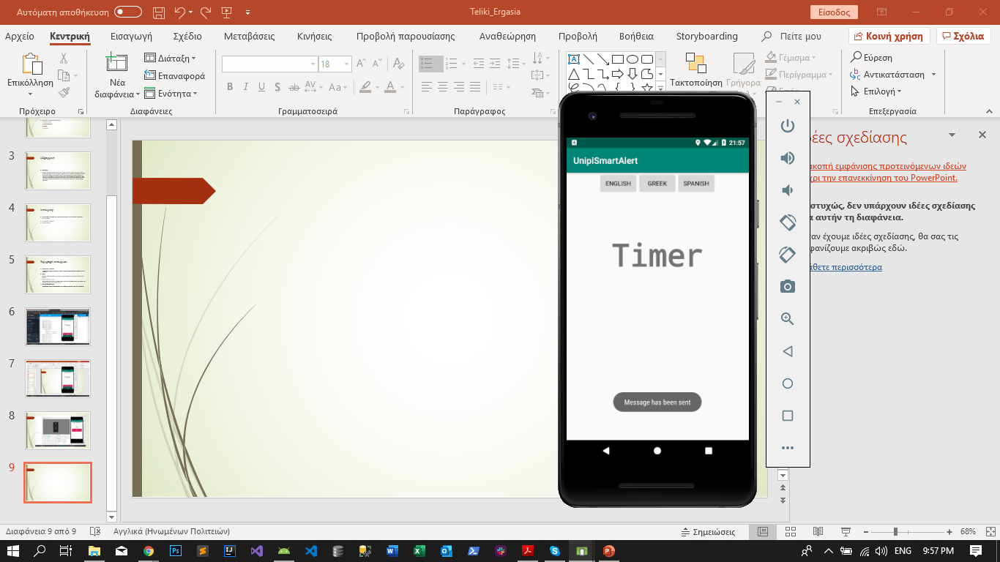 Αυτόματη αποθήκευση
Teliki_Ergasia
Είσοδος
Αρχείο Κεντρική Εισαγωγή Σχέδιο Μεταβάσεις Κινήσεις Προβολή παρουσίασης Αναθεώρηση Προβολή Βοήθεια Storyboarding Πείτε μου Κοινή χρήση Σχόλια
Επικόλληση
Νέα
διαφάνεια
Διάταξη
Επαναφορά
Ενότητα
18
Τακτοποίηση
Γρήγορα
Γέμισμα
Περίγραμμα
Εύρεση
Αντικατάσταση
Επιλογή
Πρόχειρο
Διαφάνειες
Γραμματοσειρά
Παράγραφος
Επεξεργασία
3
4
5
6
7
8
9
21:57
UnipiSmartAlert
ENGLISH GREEK SPANISH
Timer
Message has been sent
δέες σχεδίασης
ακοπή εμφάνισης προτεινόμενων ιδεών
χρι την επανεκκίνηση του PowerPoint.
στυχώς, δεν υπάρχουν ιδέες σχεδίασης
α αυτήν τη διαφάνεια.
αν έχουμε ιδέες σχεδίασης, θα σας τις
φανίζουμε ακριβώς εδώ.
άθετε περισσότερα
Διαφάνεια 9 από 9
Αγγλικά (Ηνωμένων Πολιτειών)
Σημειώσεις
68%
ENG
9:57 PM